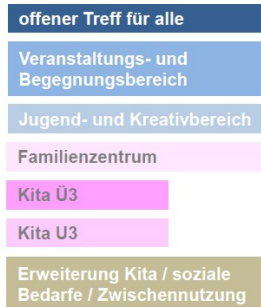 offener Treff für alle
Veranstaltungs- und
Begegnungsbereich
Jugend- und Kreativbereich
Familienzentrum
Kita Ü3
Kita U3
Erweiterung Kita / soziale
Bedarfe / Zwischennutzung